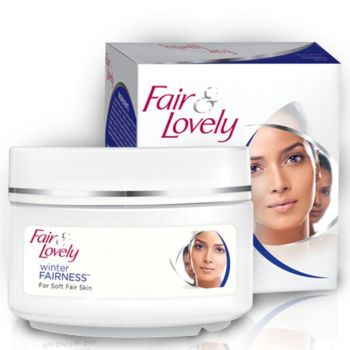 Fair &
Lovely
Fair &
Lovely
winter
FAIRNESS™
For Soft Fair Skin